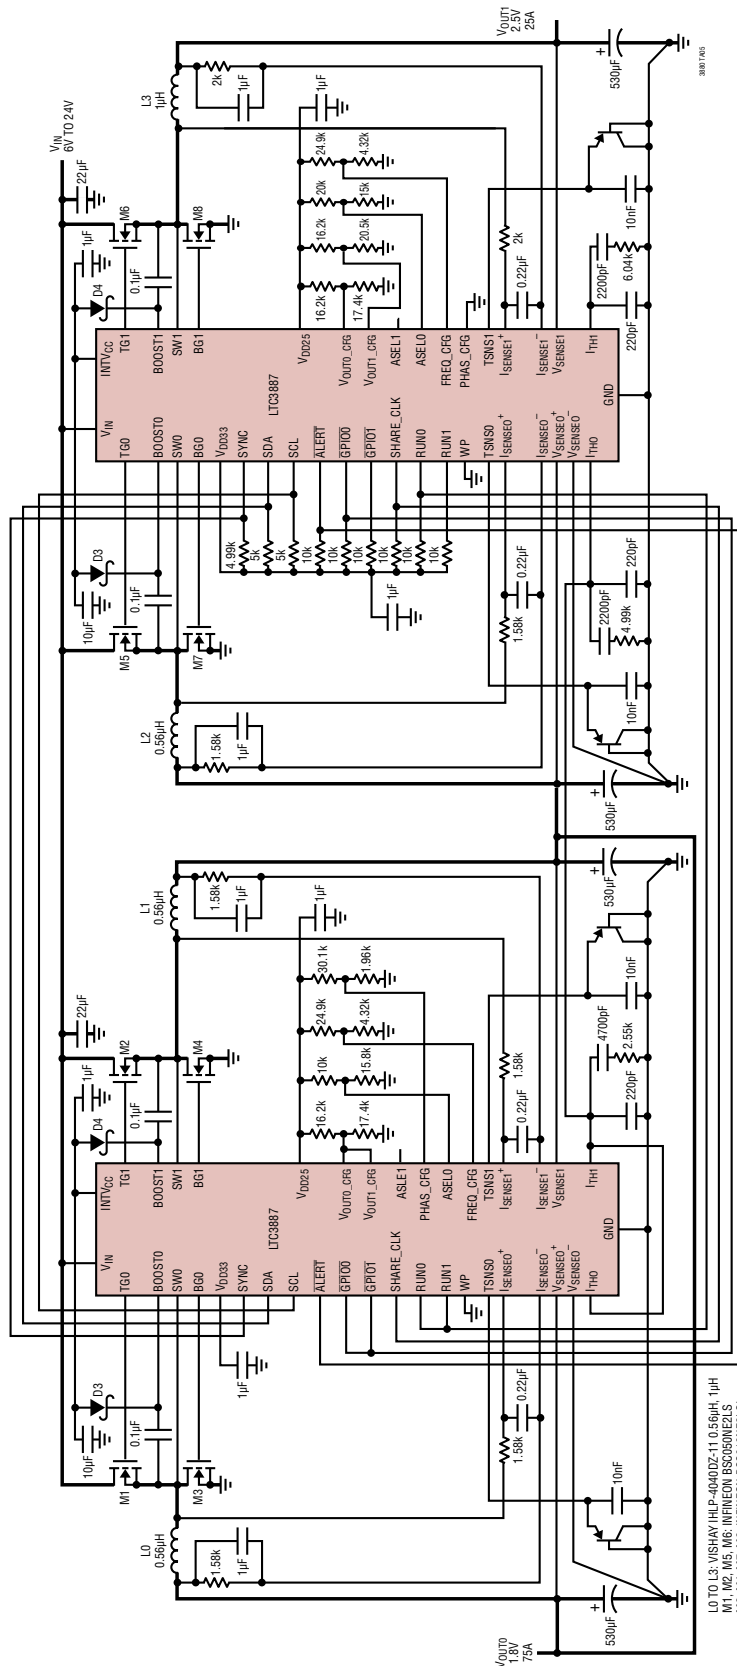 VIN
6V TO 24V
VOUT1
2.5V
25A
530µF
+
3880 TA05
L3
1µH
2k
1µF
1µF
22µF
1µF
M6
M8
D4
0.1µF
24.9k
4.32k
20k
15k
16.2k
20.5k
16.2k
17.4k
2k
0.22µF
10nF
2200pF
6.04k
220pF
INTVCC
TG1
BOOST1
SW1
BG1
VDD25
VOUT0_CFG
VOUT1_CFG
ASEL1
ASEL0
FREQ_CFG
PHAS_CFG
TSNS1
ISENSE1+
ISENSE1–
VSENSE1
ITH1
LTC3887
GND
VIN
TG0
BOOST0
SW0
BG0
VDD33
SYNC
SDA
SCL
ALERT
GPIO0
GPIO1
SHARE_CLK
RUN0
RUN1
WP
TSNS0
ISENSE0+
ISENSE0–
VSENSE0+
VSENSE0–
ITH0
D3
10µF
0.1µF
M5
M7
4.99k
5k
5k
10k
10k
10k
10k
10k
10k
1µF
0.22µF
1.58k
220pF
2200pF
4.99k
10nF
L2
0.56µH
1.58k
1µF
530µF
+
530µF
+
L1
0.56µH
1.58k
1µF
1µF
22µF
1µF
M2
M4
D4
0.1µF
30.1k
1.96k
24.9k
4.32k
10k
15.8k
16.2k
17.4k
1.58k
0.22µF
10nF
4700pF
2.55k
220pF
INTVCC
TG1
BOOST1
SW1
BG1
VDD25
VOUT0_CFG
VOUT1_CFG
ASLE1
PHAS_CFG
ASEL0
FREQ_CFG
TSNS1
ISENSE1+
ISENSE1–
VSENSE1
ITH1
LTC3887
GND
VIN
TG0
BOOST0
SW0
BG0
VDD33
SYNC
SDA
SCL
ALERT
GPIO0
GPIO1
SHARE_CLK
RUN0
RUN1
WP
TSNS0
ISENSE0+
ISENSE0–
VSENSE0+
VSENSE0–
ITH0
D3
10µF
0.1µF
M1
M3
1µF
0.22µF
1.58k
10nF
L0
0.56µH
1.58k
1µF
530µF
+
VOUT0
1.8V
75A
L0 TO L3: VISHAY IHLP-4040DZ-11 0.56µH, 1µH
M1, M2, M5, M6: INFINEON BSC050NE2LS